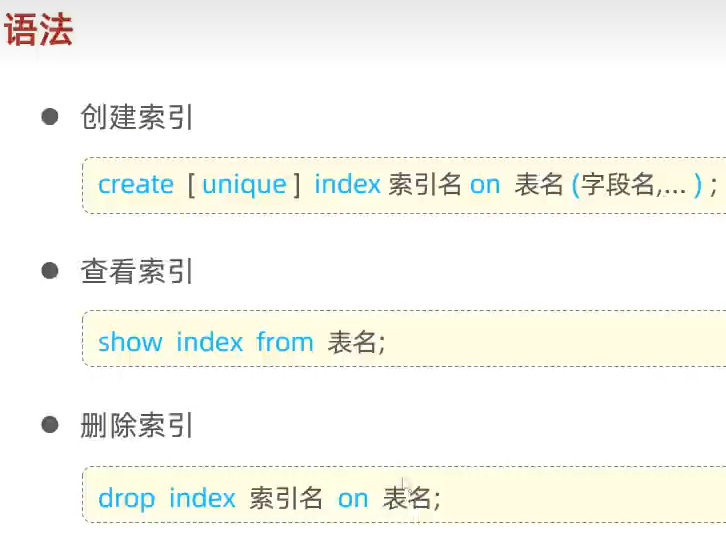 语法
创建索引
create [ unique ] index 索引名 on 表名 (字段名,... ) ;
查看索引
show index from 表名;
删除索引
drop index 索引名 on 表名;